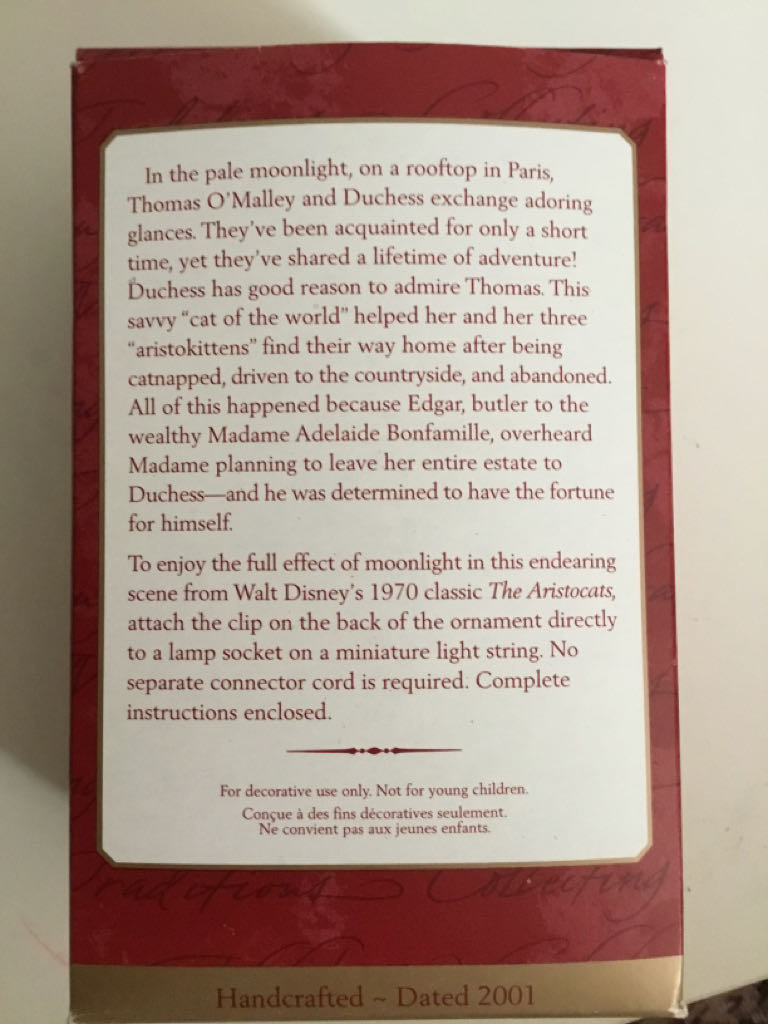 In the pale moonlight, on a rooftop in Paris,
Thomas O'Malley and Duchess exchange adoring
glances. They've been acquainted for only a short
time, yet they've shared a lifetime of adventure!
Duchess has good reason to admire Thomas. This
savvy “cat of the world” helped her and her three
“aristokittens” find their way home after being
catnapped, driven to the countryside, and abandoned.
All of this happened because Edgar, butler to the
wealthy Madame Adelaide Bonfamille, overheard
Madame planning to leave her entire estate to
Duchess—and he was determined to have the fortune
for himself.
To enjoy the full effect of moonlight in this endearing
scene from Walt Disney's 1970 classic The Aristocats,
attach the clip on the back of the ornament directly
to a lamp socket on a miniature light string. No
separate connector cord is required. Complete
instructions enclosed.
For decorative use only. Not for young children.
Conçue à des fins décoratives seulement.
Ne convient pas aux jeunes enfants.
Traditions Collecting
Handcrafted ~ Dated 2001